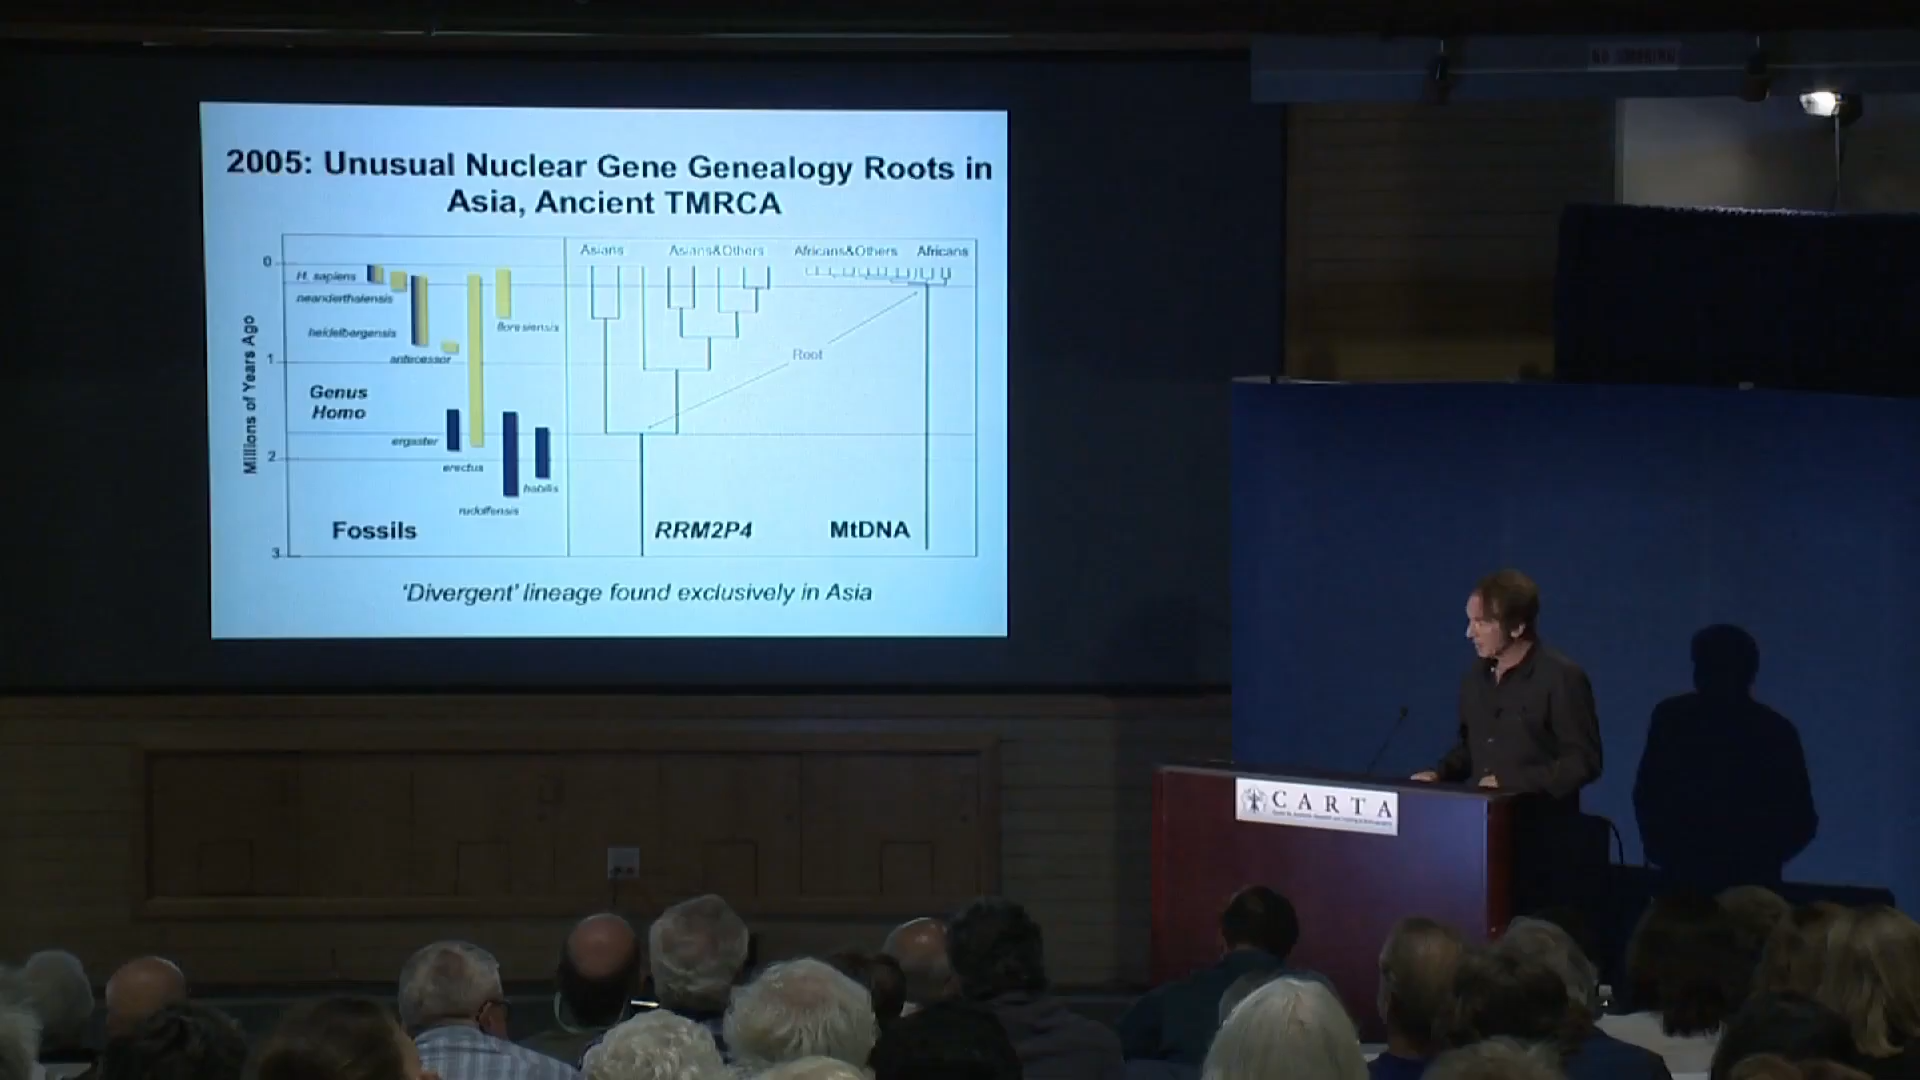 NO SMOKING
2005: Unusual Nuclear Gene Genealogy Roots in
Asia, Ancient TMRCA
Asians
Asians&Others
Africans&Others
Africans
0
H. sapiens
neanderthalensis
heidelbergensis
floresiensis
antecessor
1
Root
Genus
Homo
Millions of Years Ago
ergaster
2
erectus
habilis
rudolfensis
Fossils
RRM2P4
MtDNA
3
'Divergent' lineage found exclusively in Asia
CARTA